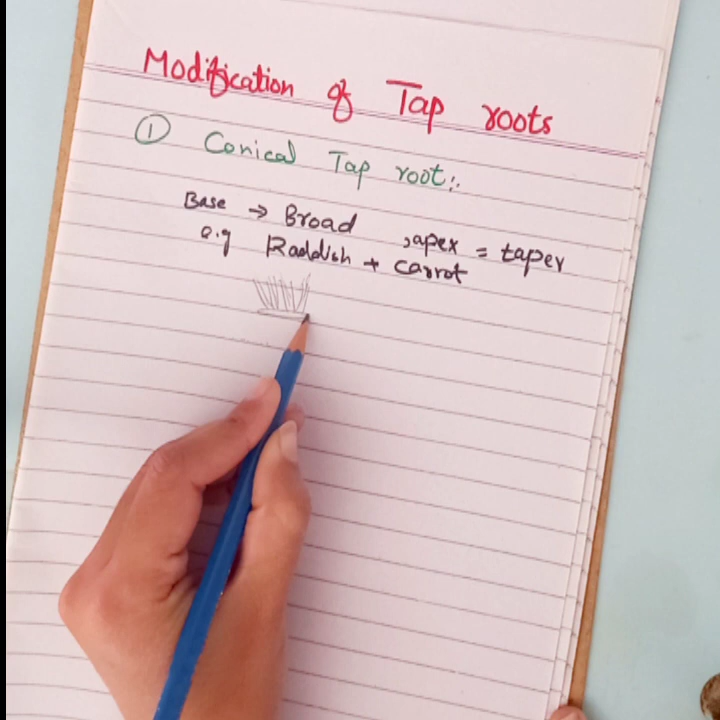 Modification of Tap roots
① Conical Tap root:.
Base → Broad , apex = taper
e.g Raddish + carrot